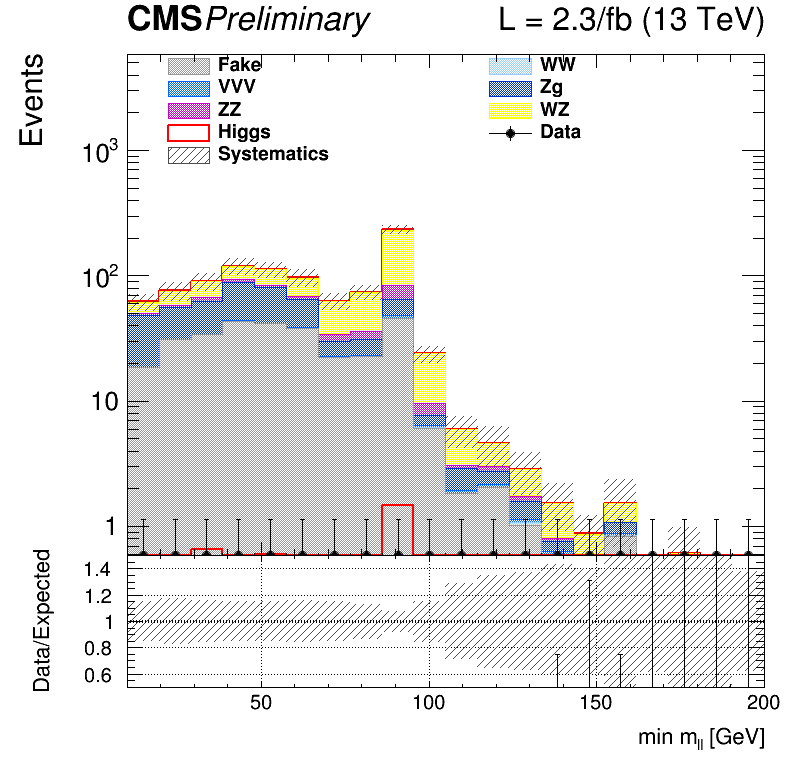 CMS Preliminary L = 2.3/fb (13 TeV)
Events
Fake WW
VVV Zg
ZZ WZ
Higgs Data
Systematics
10³
10²
10
1
Data/Expected
1.4
1.2
1
0.8
0.6
50 100 150 200
min m_ll [GeV]